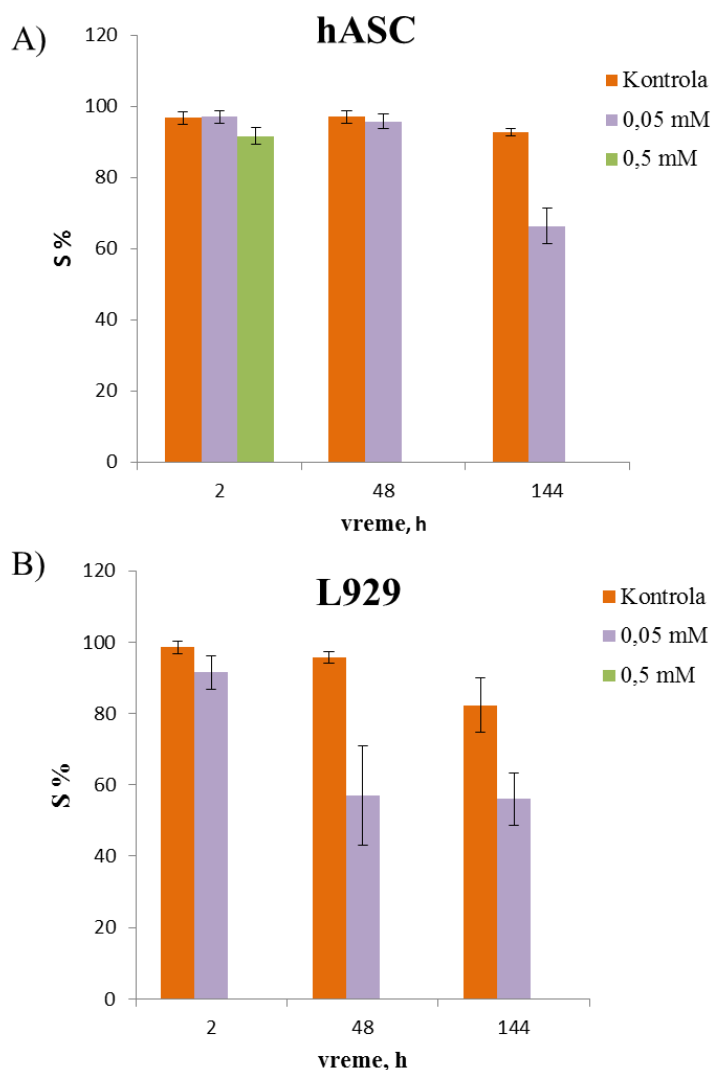 A)
hASC
120
100
80
60
40
20
0
S %
2
48
144
vreme, h
Kontrola
0,05 mM
0,5 mM
B)
L929
120
100
80
60
40
20
0
S %
2
48
144
vreme, h
Kontrola
0,05 mM
0,5 mM